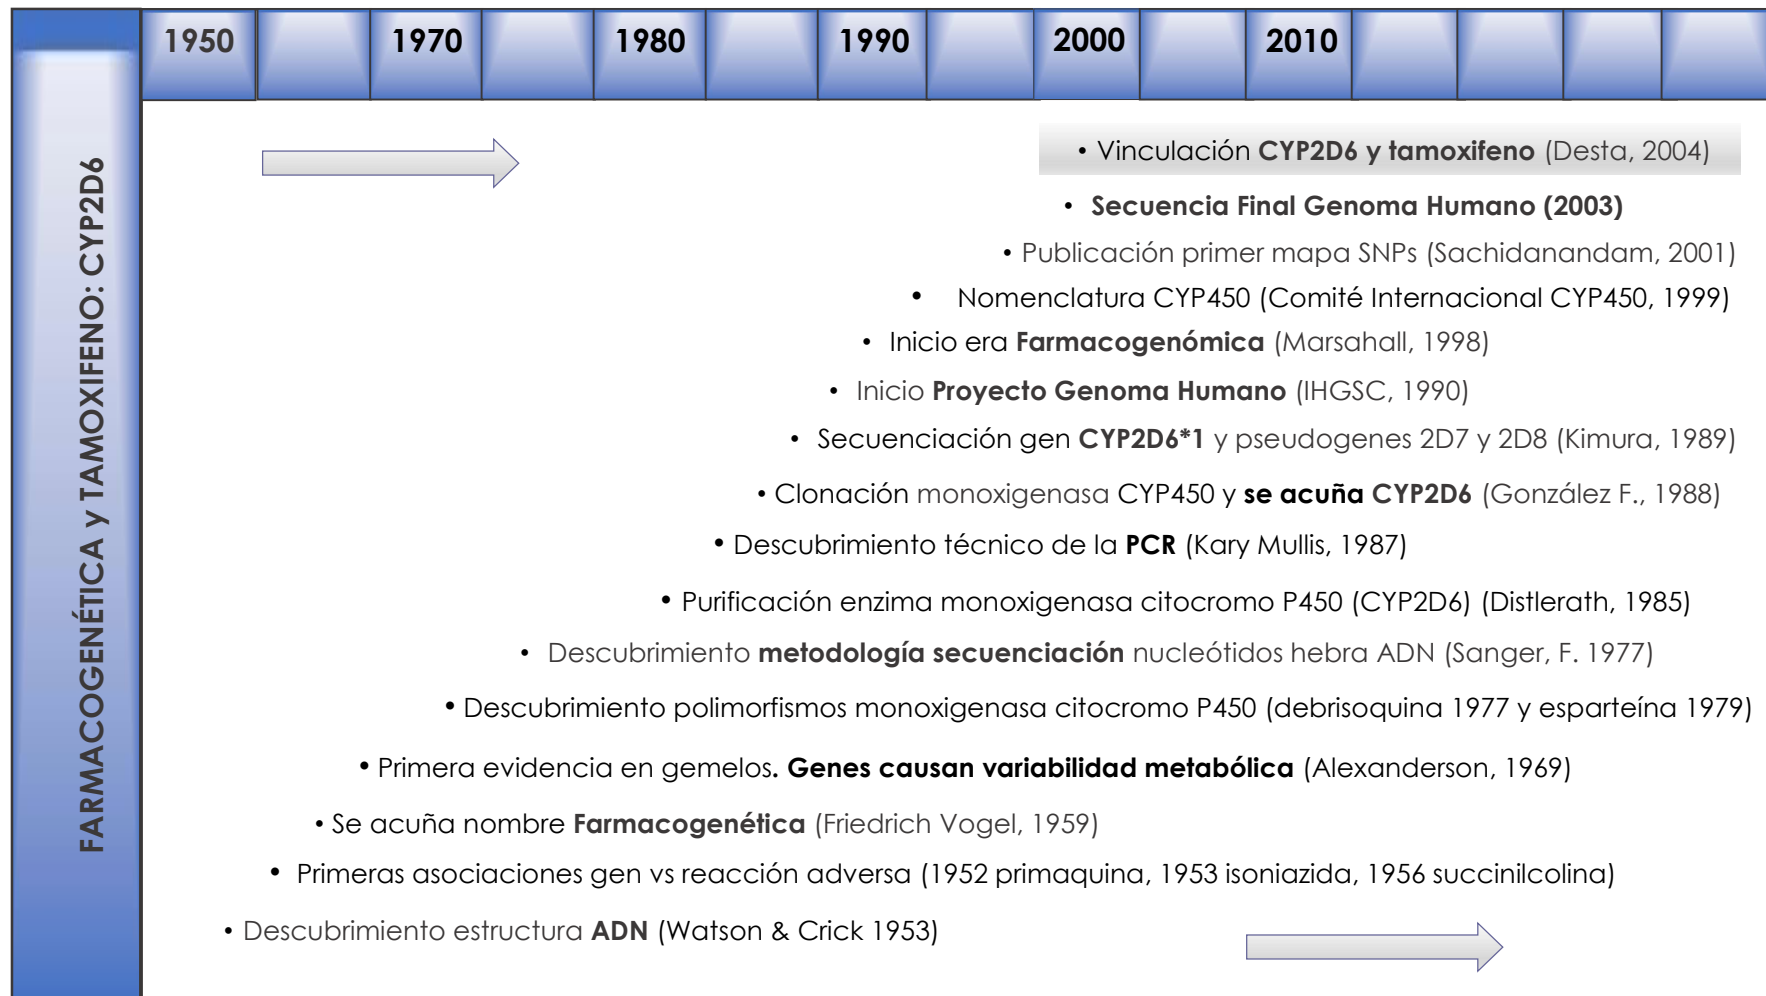 1950 1970 1980 1990 2000 2010
FARMACOGENÉTICA y TAMOXIFENO: CYP2D6
• Vinculación CYP2D6 y tamoxifeno (Desta, 2004)
• Secuencia Final Genoma Humano (2003)
• Publicación primer mapa SNPs (Sachidanandam, 2001)
• Nomenclatura CYP450 (Comité Internacional CYP450, 1999)
• Inicio era Farmacogenómica (Marsahall, 1998)
• Inicio Proyecto Genoma Humano (IHGSC, 1990)
• Secuenciación gen CYP2D6*1 y pseudogenes 2D7 y 2D8 (Kimura, 1989)
• Clonación monoxigenasa CYP450 y se acuña CYP2D6 (González F., 1988)
• Descubrimiento técnico de la PCR (Kary Mullis, 1987)
• Purificación enzima monoxigenasa citocromo P450 (CYP2D6) (Distlerath, 1985)
• Descubrimiento metodología secuenciación nucleótidos hebra ADN (Sanger, F. 1977)
• Descubrimiento polimorfismos monoxigenasa citocromo P450 (debrisoquina 1977 y esparteína 1979)
• Primera evidencia en gemelos. Genes causan variabilidad metabólica (Alexanderson, 1969)
• Se acuña nombre Farmacogenética (Friedrich Vogel, 1959)
• Primeras asociaciones gen vs reacción adversa (1952 primaquina, 1953 isoniazida, 1956 succinilcolina)
• Descubrimiento estructura ADN (Watson & Crick 1953)